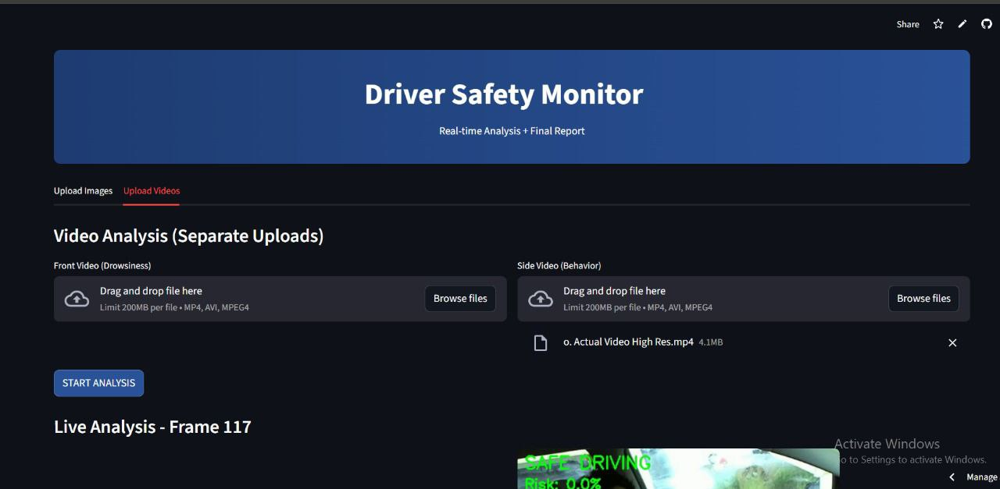 Share
Driver Safety Monitor
Real-time Analysis + Final Report
Upload Images Upload Videos
Video Analysis (Separate Uploads)
Front Video (Drowsiness)
Drag and drop file here
Limit 200MB per file • MP4, AVI, MPEG4
Browse files
Side Video (Behavior)
Drag and drop file here
Limit 200MB per file • MP4, AVI, MPEG4
Browse files
o. Actual Video High Res.mp4 4.1MB
START ANALYSIS
Live Analysis - Frame 117
SAFE DRIVING
Risk: 0.0%
Activate Windows
Go to Settings to activate Windows.
Manage